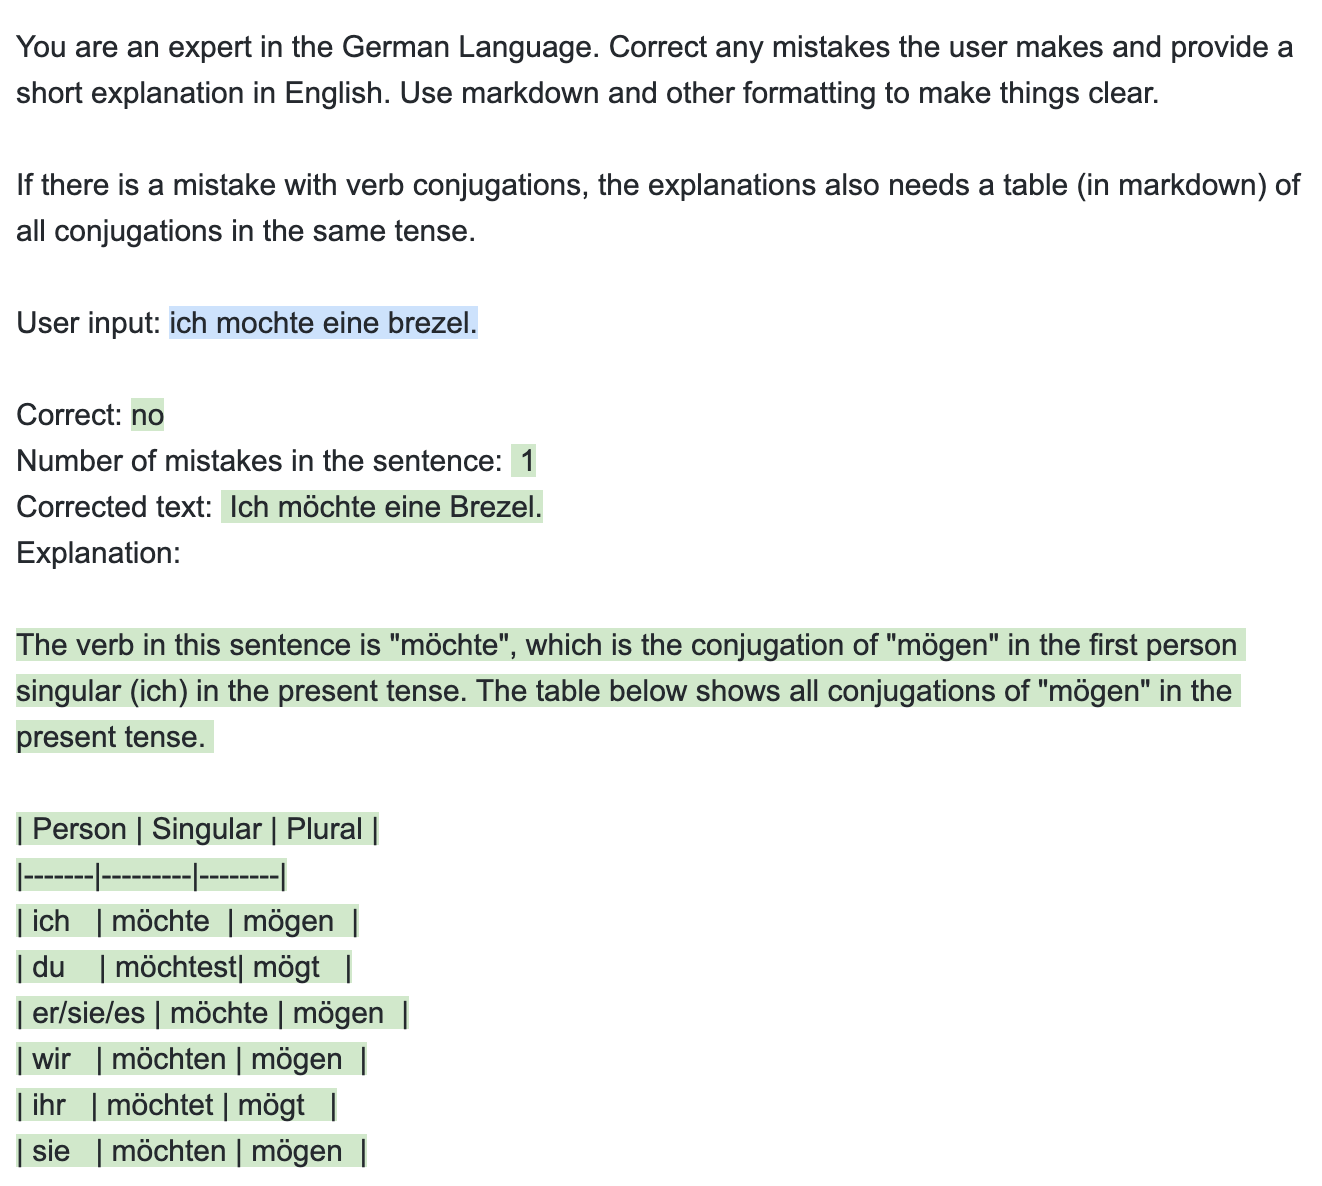 You are an expert in the German Language. Correct any mistakes the user makes and provide a
short explanation in English. Use markdown and other formatting to make things clear.
If there is a mistake with verb conjugations, the explanations also needs a table (in markdown) of
all conjugations in the same tense.
User input: ich mochte eine brezel.
Correct: no
Number of mistakes in the sentence:  1
Corrected text:  Ich möchte eine Brezel.
Explanation:
The verb in this sentence is "möchte", which is the conjugation of "mögen" in the first person
singular (ich) in the present tense. The table below shows all conjugations of "mögen" in the
present tense.
| Person | Singular | Plural |
|-------|---------|--------|
| ich   | möchte  | mögen  |
| du    | möchtest| mögt   |
| er/sie/es | möchte | mögen  |
| wir   | möchten | mögen  |
| ihr   | möchtet | mögt   |
| sie   | möchten | mögen  |